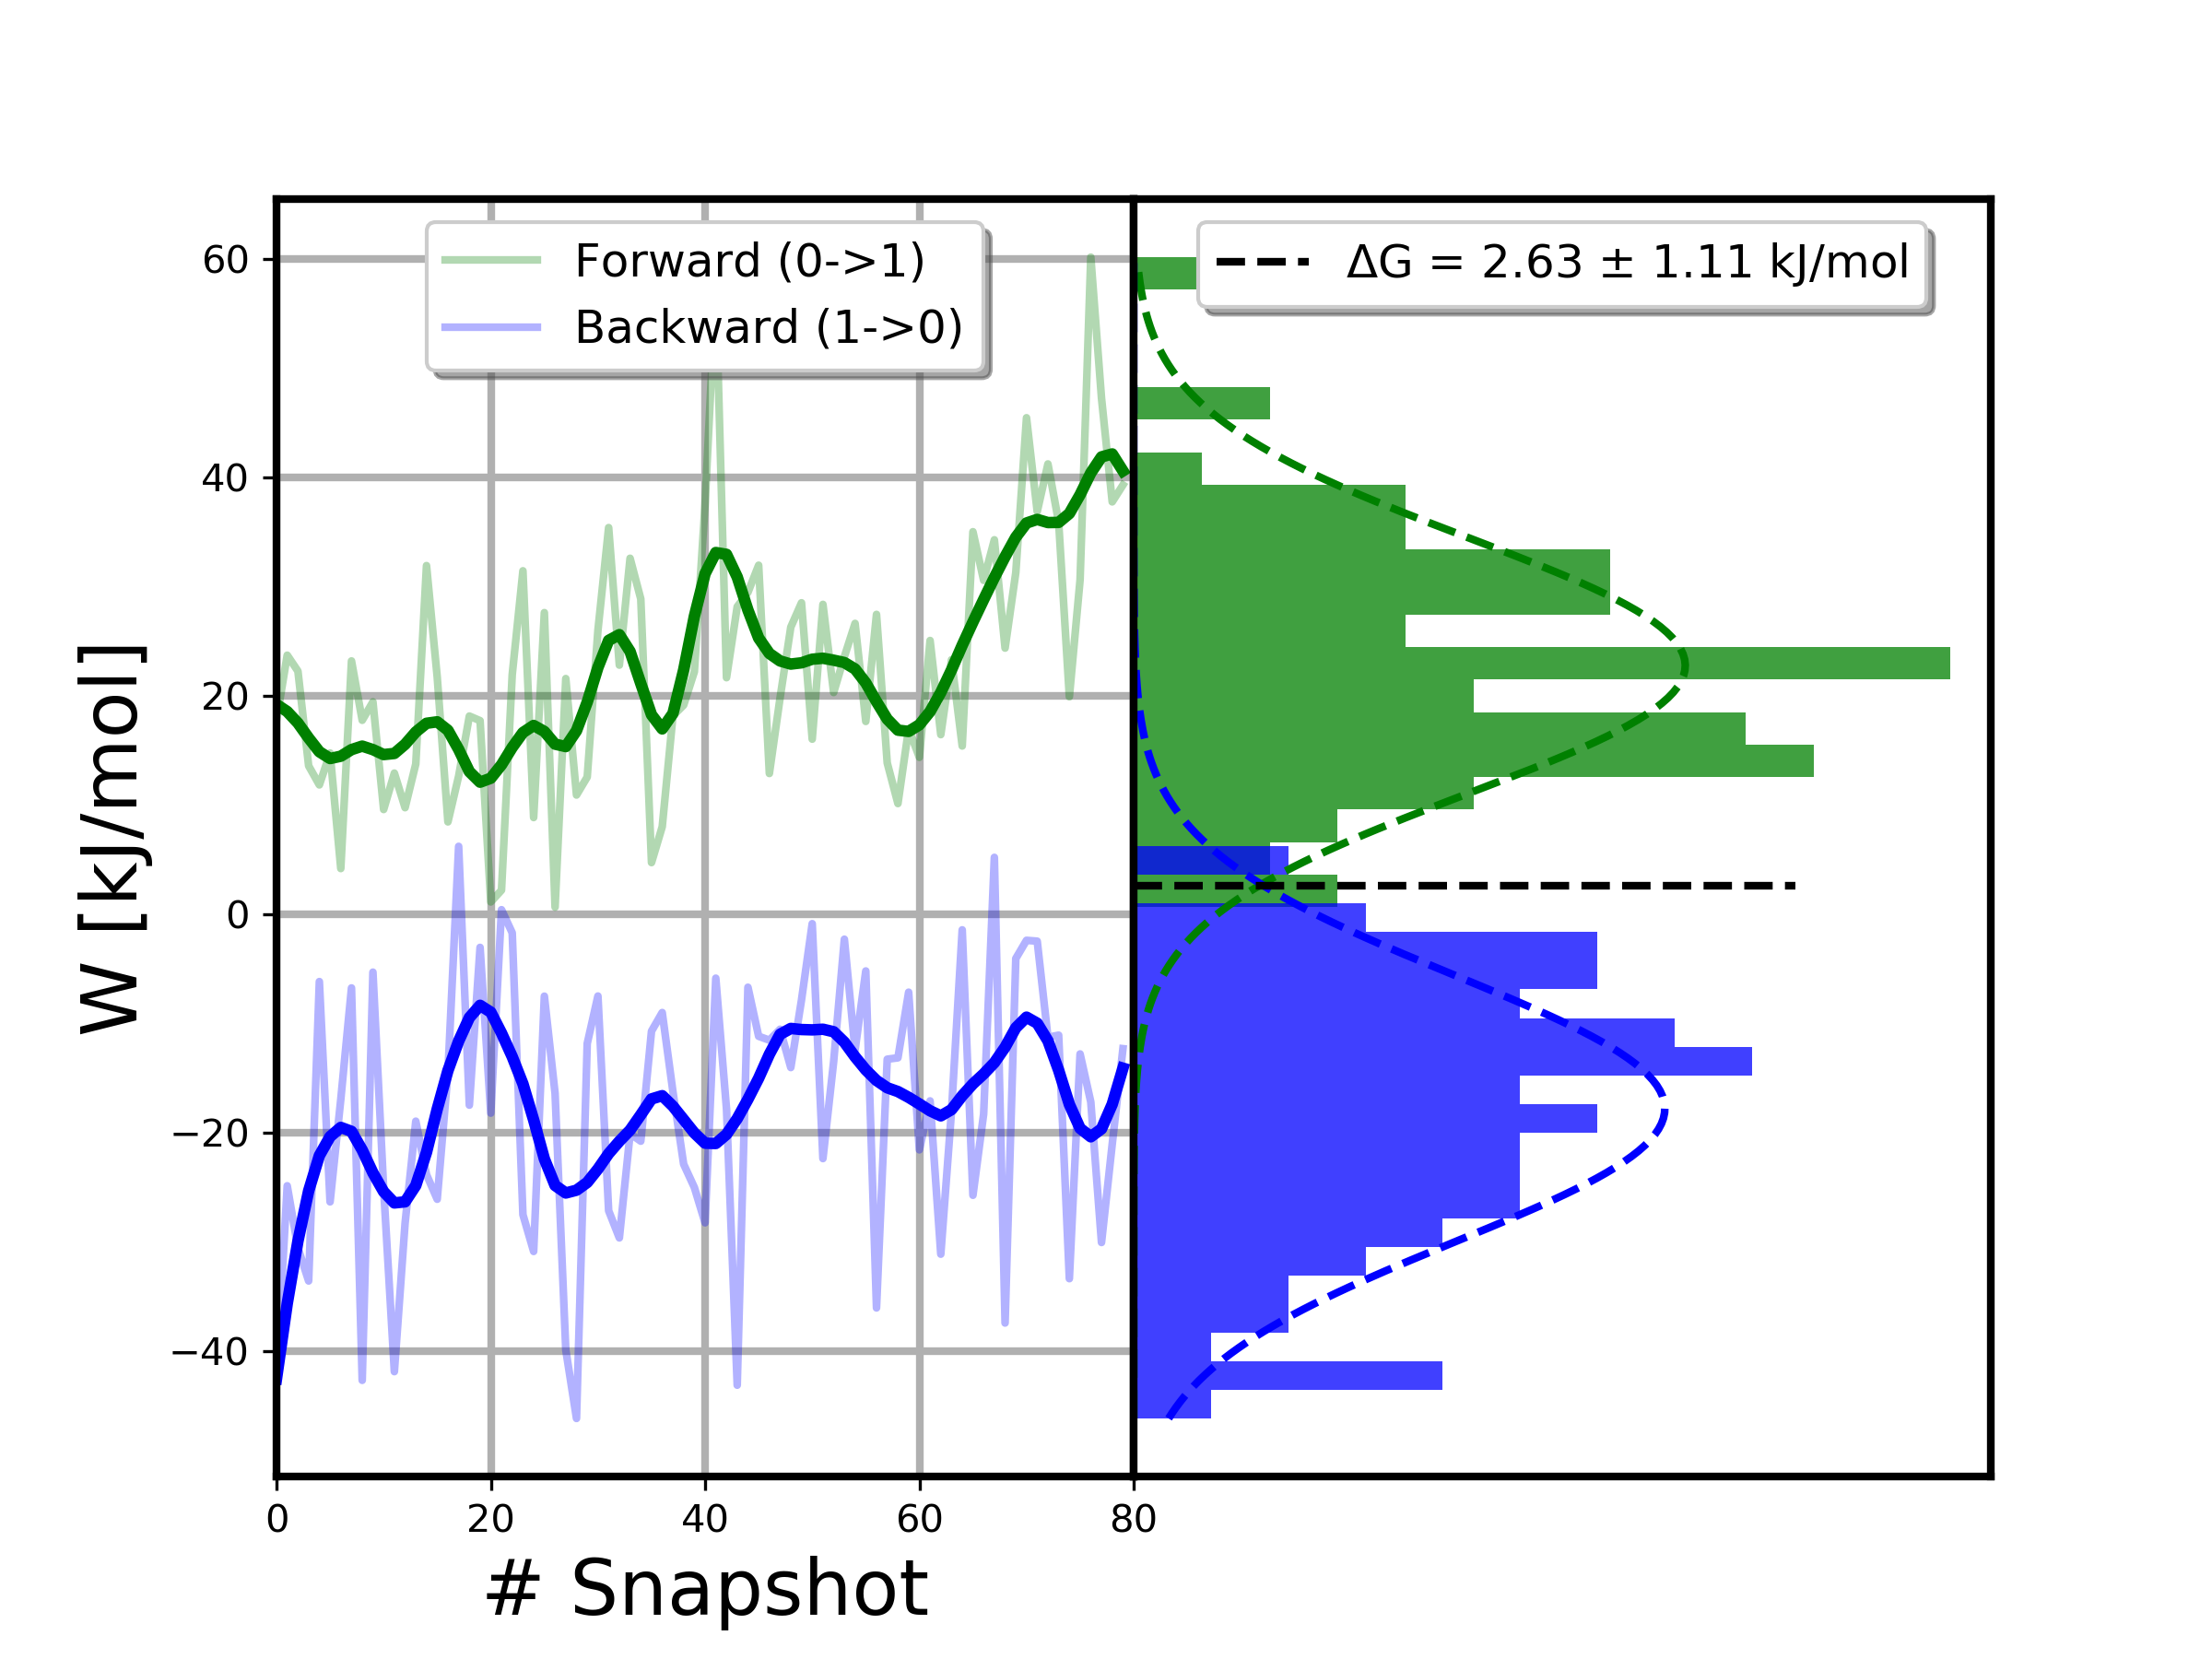 Forward (0->1)
Backward (1->0)
ΔG = 2.63 ± 1.11 kJ/mol
60
40
20
0
−20
−40
W [kJ/mol]
0 20 40 60 80
# Snapshot